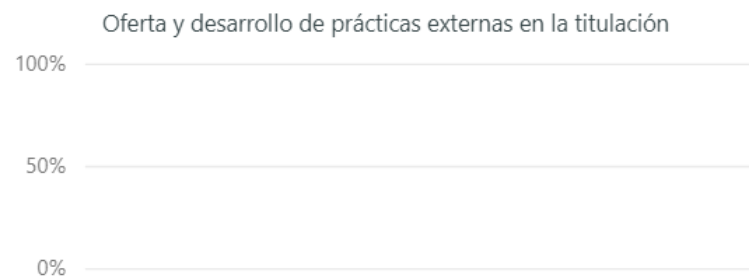 Oferta y desarrollo de prácticas externas en la titulación
100%
50%
0%